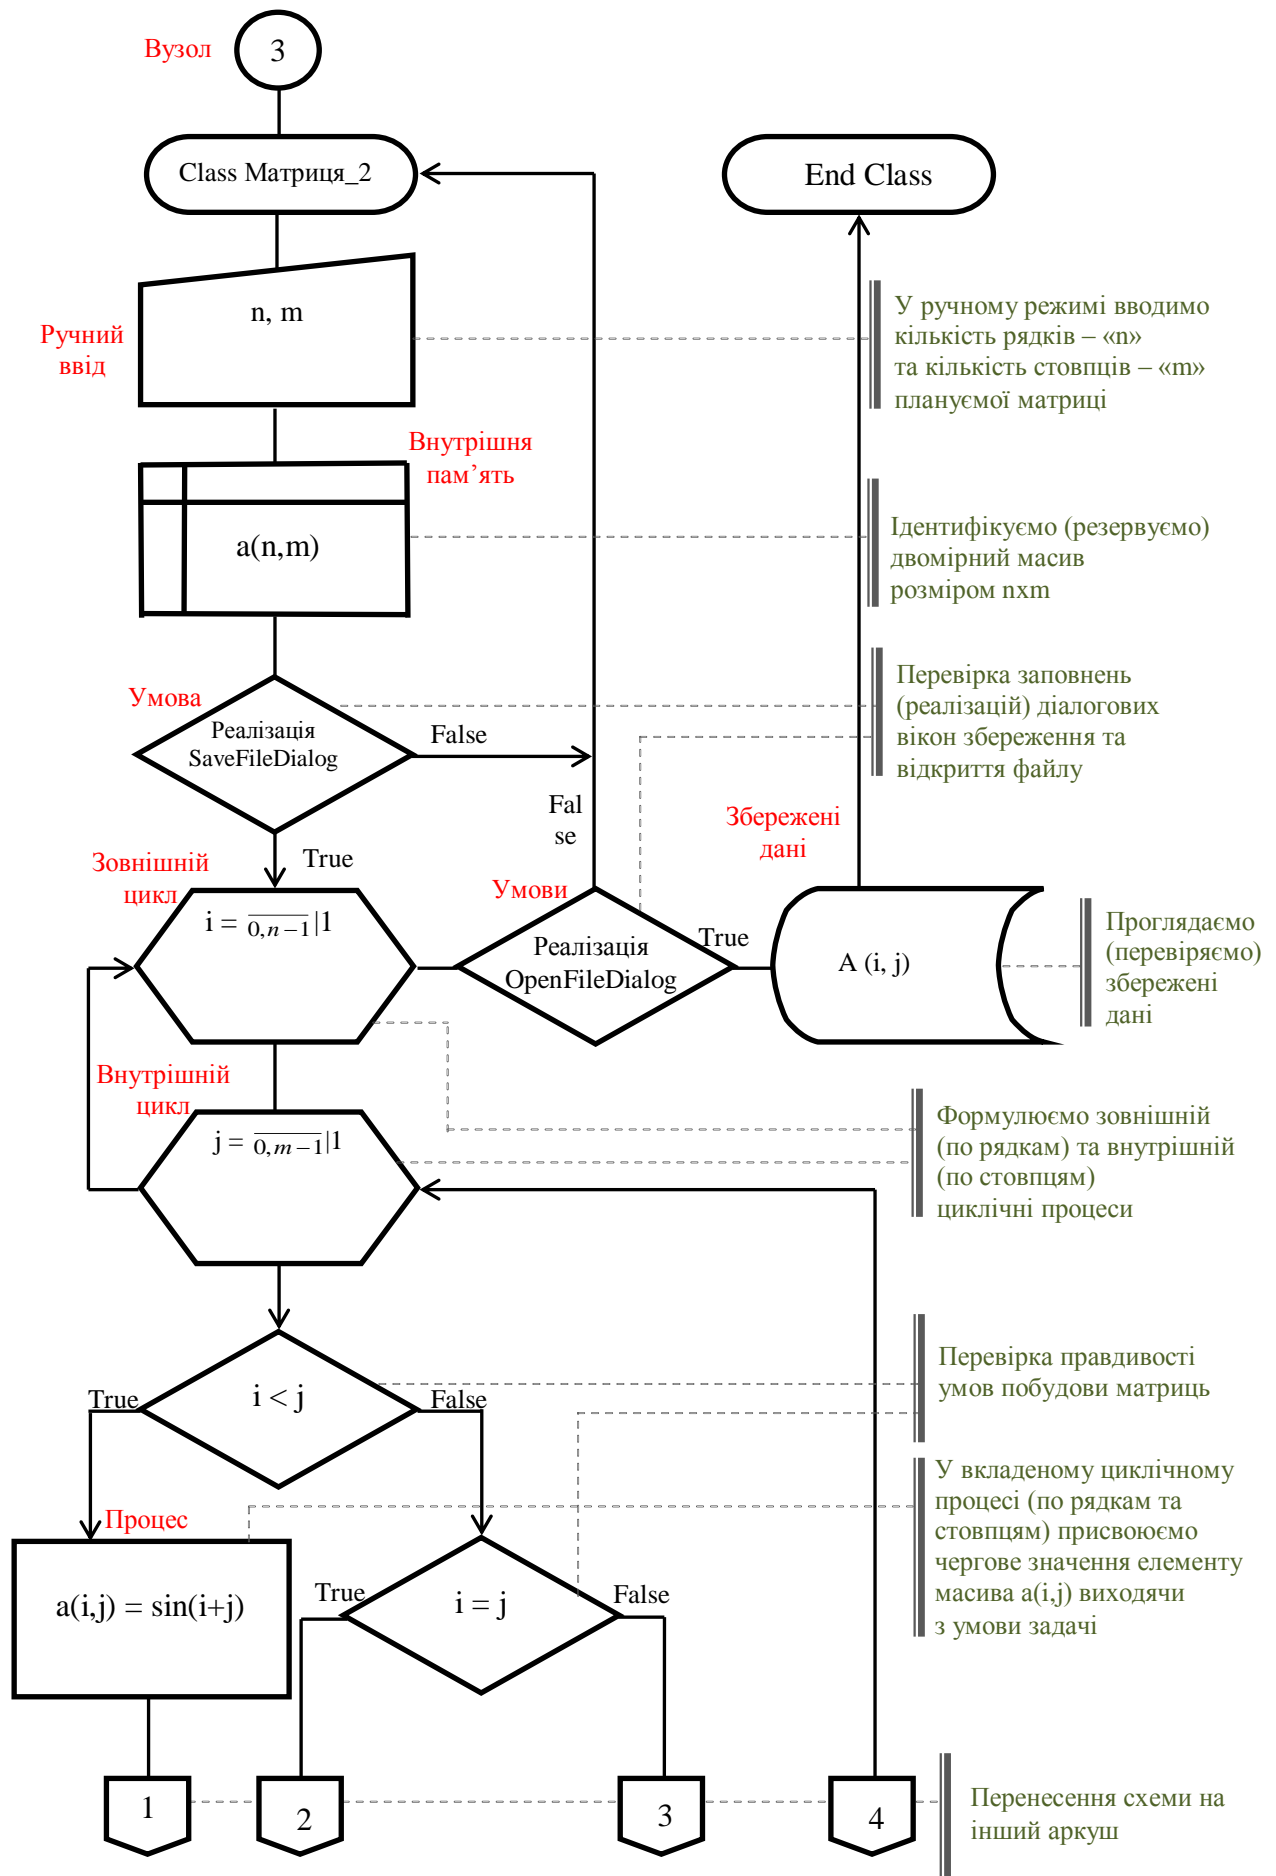 Вузол
3
Class Матриця_2
End Class
n, m
Ручний
ввід
У ручному режимі вводимо
кількість рядків – «n»
та кількість стовпців – «m»
плануємої матриці
Внутрішня
пам’ять
a(n,m)
Ідентифікуємо (резервуємо)
двомірний масив
розміром nxm
Умова
Реалізація
SaveFileDialog
False
Перевірка заповнень
(реалізацій) діалогових
вікон збереження та
відкриття файлу
Fal
se
Збережені
дані
True
Зовнішній
цикл
i = 0, n – 1|1
Умови
Реалізація
OpenFileDialog
True
A (i, j)
Проглядаємо
(перевіряємо)
збережені
дані
Внутрішній
цикл
j = 0, m – 1|1
Формулюємо зовнішній
(по рядкам) та внутрішній
(по стовпцям)
циклічні процеси
True
i < j
False
Перевірка правдивості
умов побудови матриць
Процес
a(i,j) = sin(i+j)
True
i = j
False
У вкладеному циклічному
процесі (по рядкам та
стовпцям) присвоюємо
чергове значення елементу
масива a(i,j) виходячи
з умови задачі
1
2
3
4
Перенесення схеми на
інший аркуш